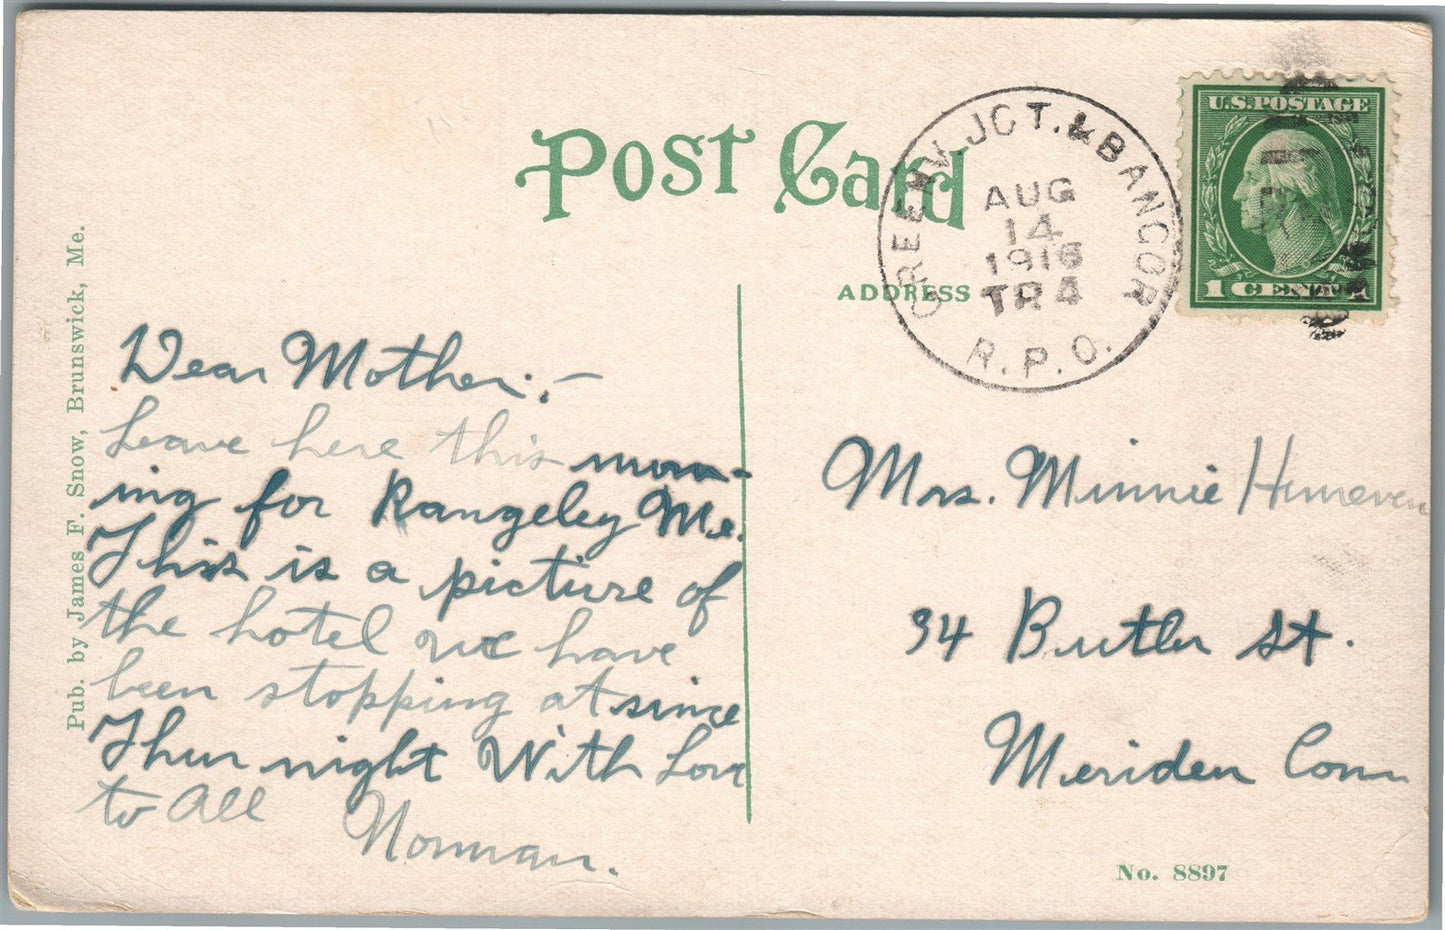 Post Card
ADDRESS
GREENV. JCT. & BANGOR
AUG
14
1916
TR 4
R.P.O.
U.S. POSTAGE
1 CENT 1
Pub. by James F. Snow, Brunswick, Me.
Dear Mother:-
Leave here this morn-
ing for Rangeley Me.
This is a picture of
the hotel we have
been stopping at since
Thur night With Love
to All
Norman.
Mrs. Minnie
34 Butler St.
Meriden Conn
No. 8897